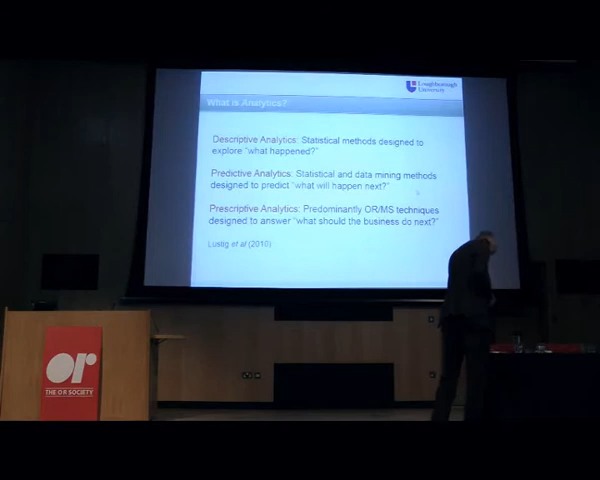 Loughborough
University
What is Analytics?
Descriptive Analytics: Statistical methods designed to
explore "what happened?"
Predictive Analytics: Statistical and data mining methods
designed to predict "what will happen next?"
Prescriptive Analytics: Predominantly OR/MS techniques
designed to answer "what should the business do next?"
Lustig et al (2010)
or
THE OR SOCIETY